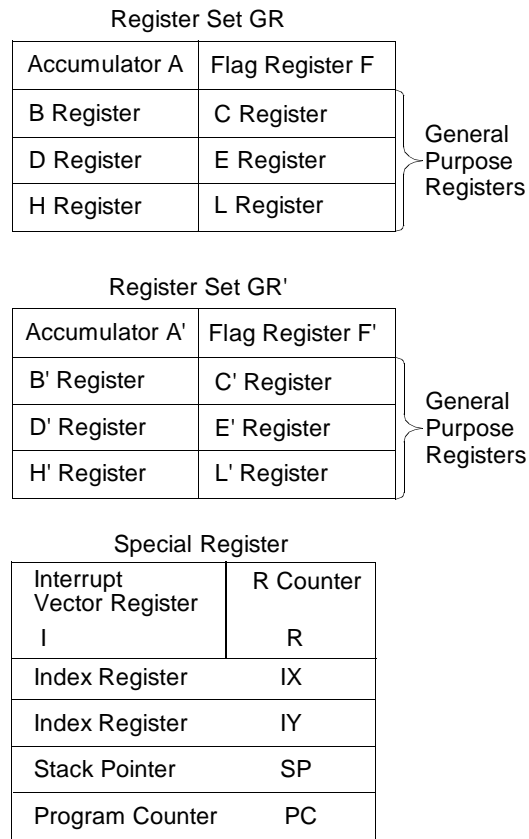 Register Set GR
Accumulator A Flag Register F
B Register C Register
D Register E Register
H Register L Register
General
Purpose
Registers
Register Set GR'
Accumulator A' Flag Register F'
B' Register C' Register
D' Register E' Register
H' Register L' Register
General
Purpose
Registers
Special Register
Interrupt
Vector Register
I
R Counter
R
Index Register IX
Index Register IY
Stack Pointer SP
Program Counter PC